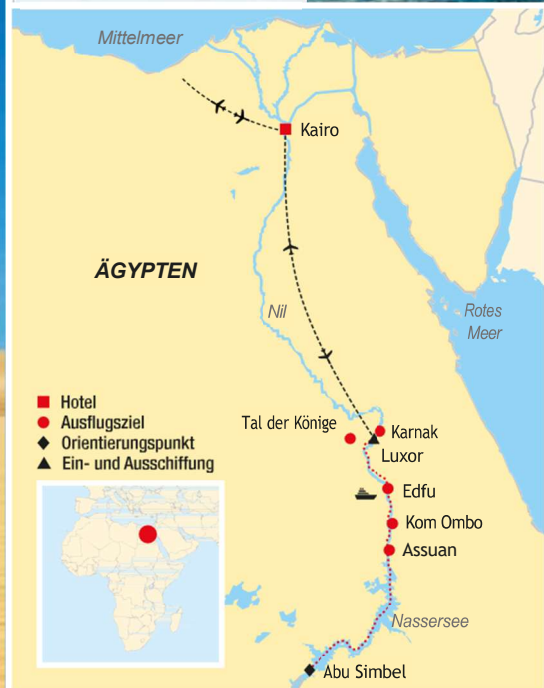 Mittelmeer
Kairo
ÄGYPTEN
Nil
Rotes
Meer
Hotel
Ausflugsziel
Orientierungspunkt
Ein- und Ausschiffung
Tal der Könige
Karnak
Luxor
Edfu
Kom Ombo
Assuan
Nassersee
Abu Simbel